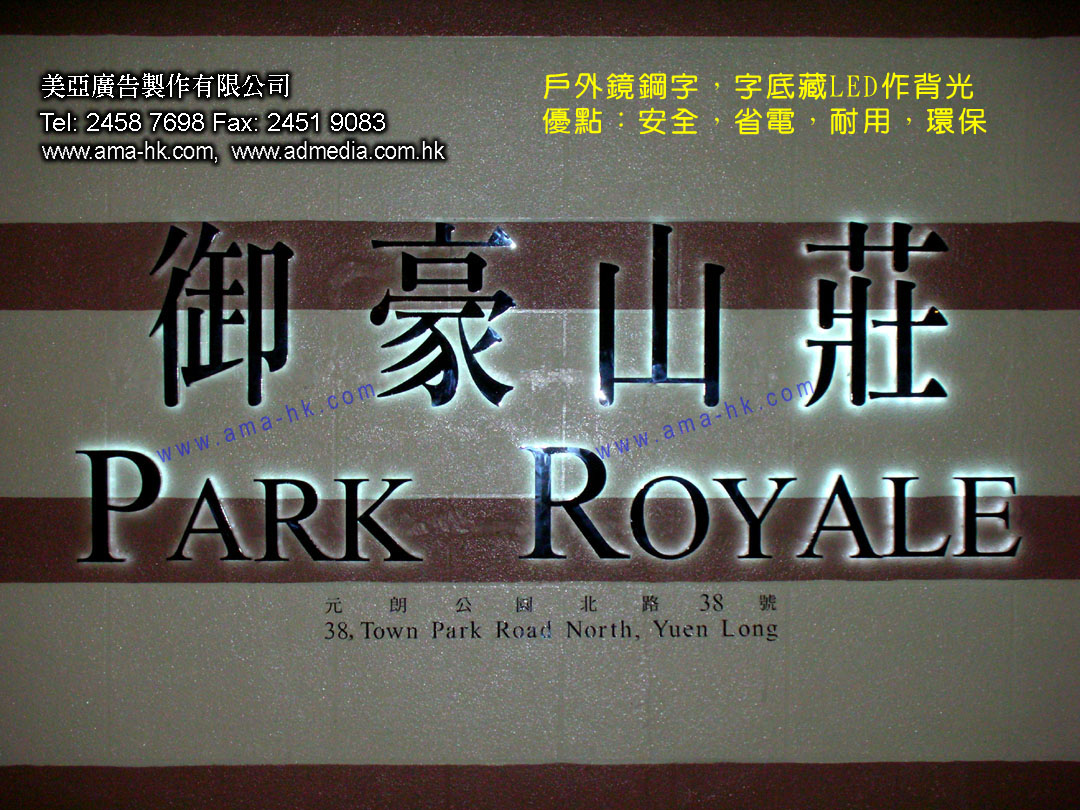 美亞廣告製作有限公司
Tel: 2458 7698 Fax: 2451 9083
www.ama-hk.com, www.admedia.com.hk
戶外鏡鋼字，字底藏LED作背光
優點：安全，省電，耐用，環保
御豪山莊
www.ama-hk.com
www.ama-hk.com
PARK ROYALE
元朗公園北路38號
38, Town Park Road North, Yuen Long